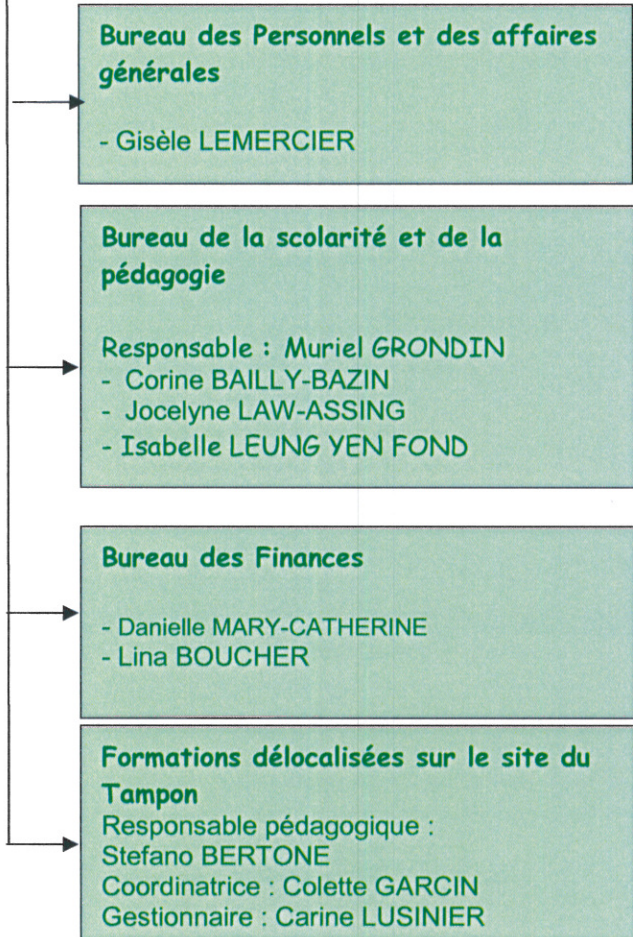 Bureau des Personnels et des affaires
générales
- Gisèle LEMERCIER
Bureau de la scolarité et de la
pédagogie
Responsable : Muriel GRONDIN
- Corine BAILLY-BAZIN
- Jocelyne LAW-ASSING
- Isabelle LEUNG YEN FOND
Bureau des Finances
- Danielle MARY-CATHERINE
- Lina BOUCHER
Formations délocalisées sur le site du
Tampon
Responsable pédagogique :
Stefano BERTONE
Coordinatrice : Colette GARCIN
Gestionnaire : Carine LUSINIER